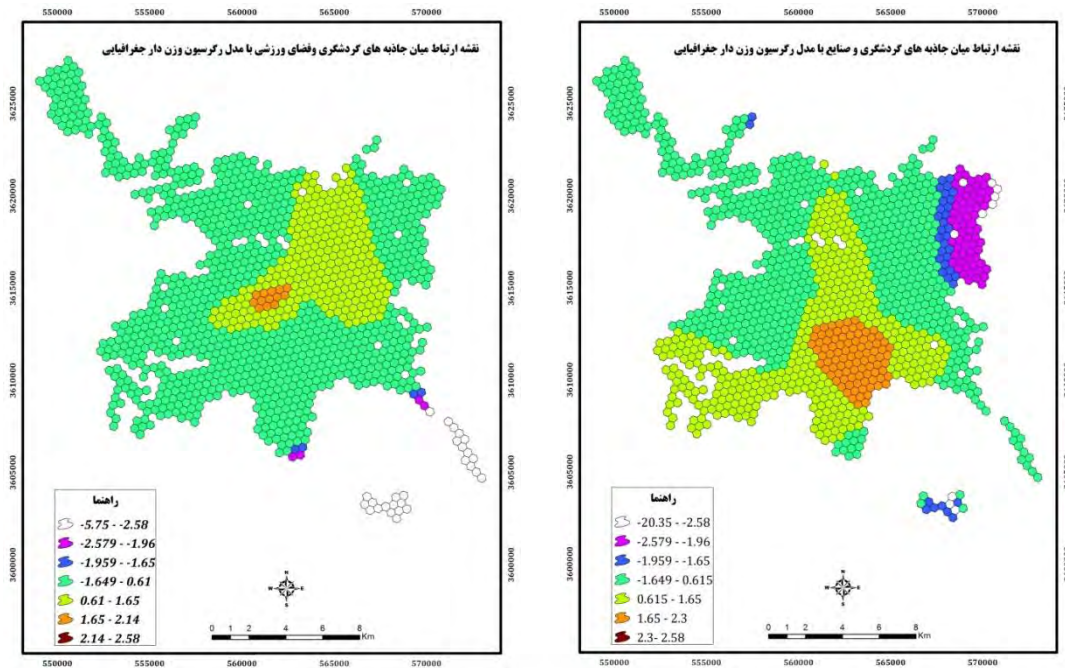 550000 555000 560000 565000 570000
نقشه ارتباط میان جاذبه های گردشگری وفضای ورزشی با مدل رگرسیون وزن دار جغرافیایی
3625000 3625000
3620000 3620000
3615000 3615000
3610000 3610000
3605000 3605000
3600000 3600000
راهنما
-5.75 - -2.58
-2.579 - -1.96
-1.959 - -1.65
-1.649 - 0.61
0.61 - 1.65
1.65 - 2.14
2.14 - 2.58
N
W E
S
0 1 2 4 6 8
Km
550000 555000 560000 565000 570000
550000 555000 560000 565000 570000
نقشه ارتباط میان جاذبه های گردشگری و صنایع با مدل رگرسیون وزن دار جغرافیایی
3625000
3620000
3615000
3610000
3605000
3600000
راهنما
-20.35 - -2.58
-2.579 - -1.96
-1.959 - -1.65
-1.649 - 0.615
0.615 - 1.65
1.65 - 2.3
2.3- 2.58
N
W E
S
0 1 2 4 6 8
Km
550000 555000 560000 565000 570000